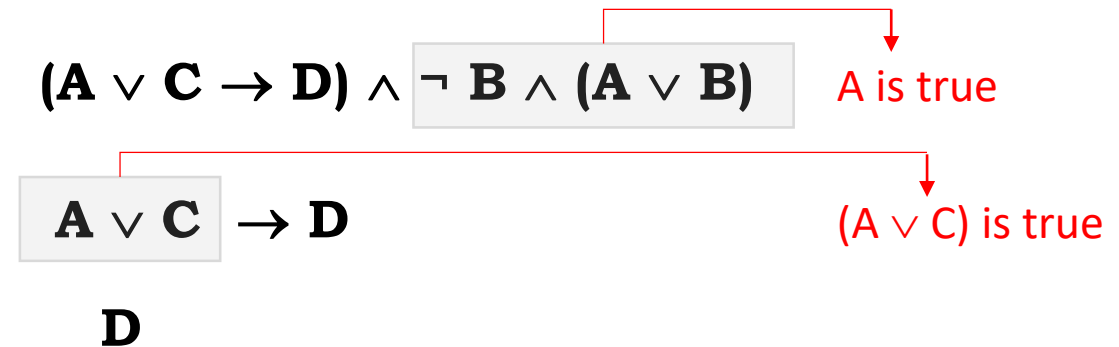 (A ∨ C → D) ∧ ¬ B ∧ (A ∨ B) A is true
A ∨ C → D (A ∨ C) is true
D